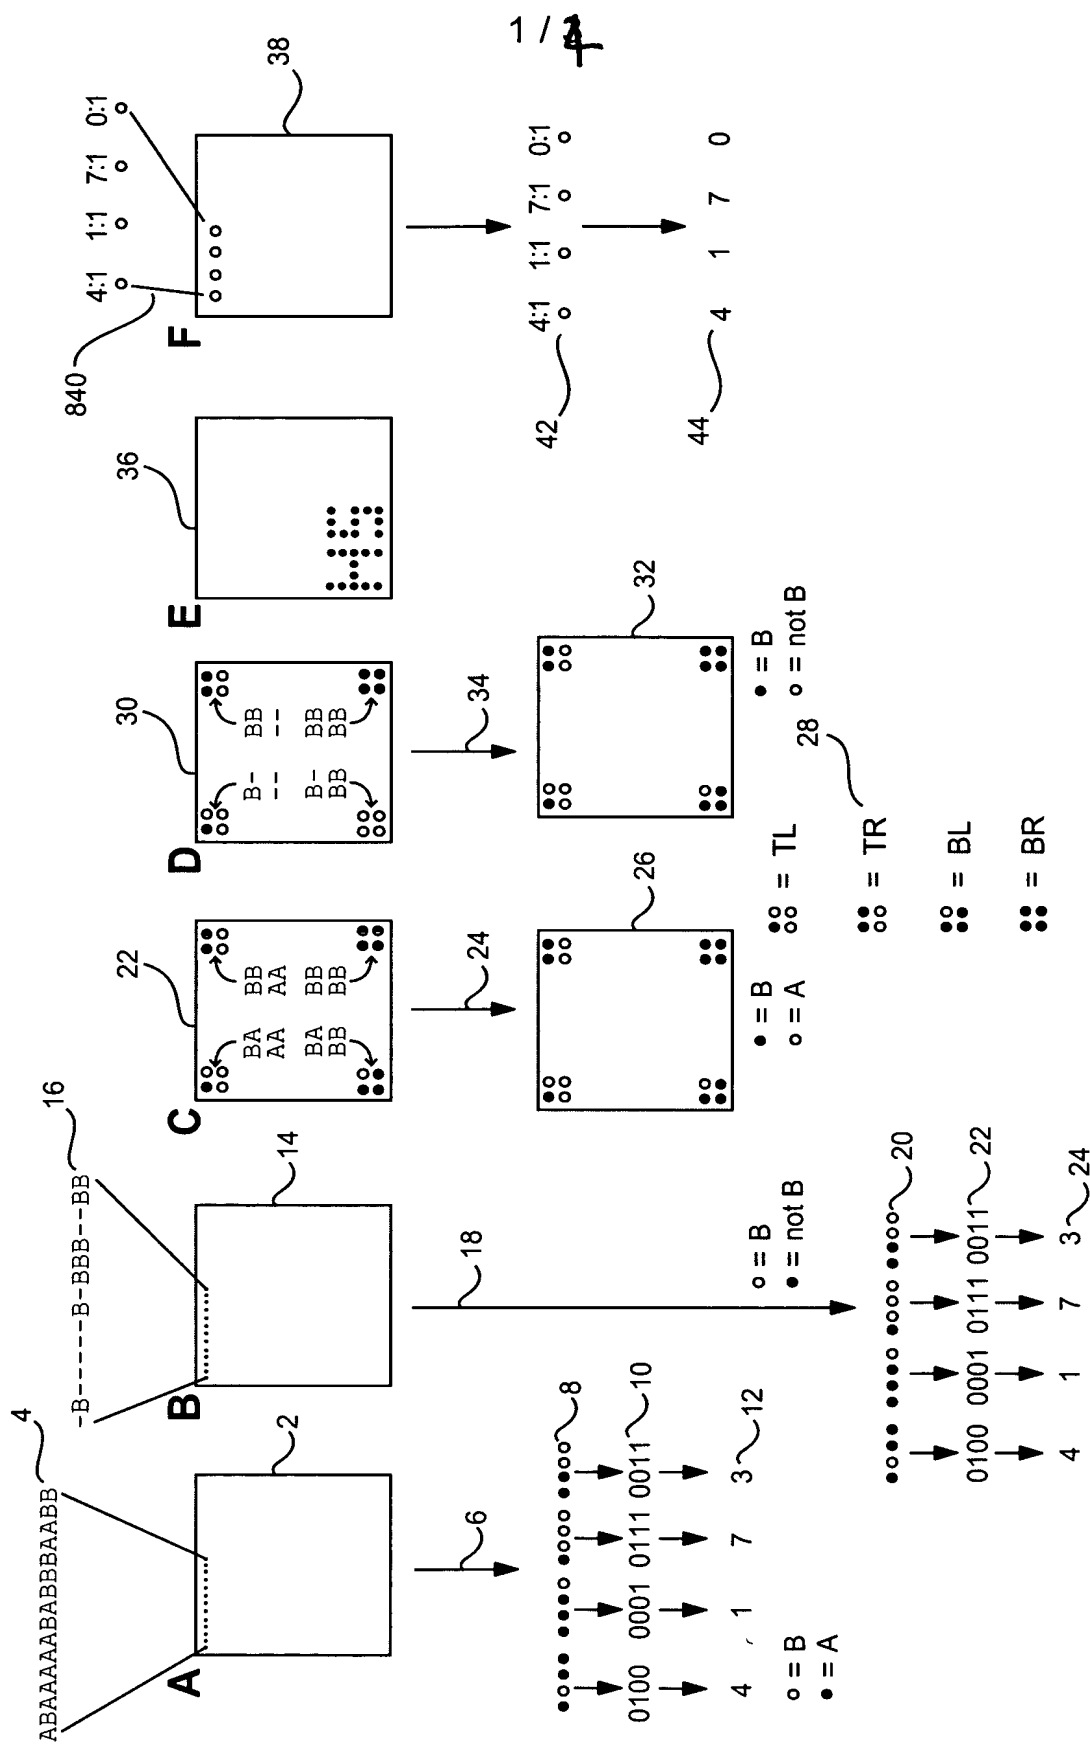 1 / 4
A
ABAAAAABABBBAABB
4
2
6
8
0100 0001 0111 0011
10
4 1 7 3
12
○ = B
● = A
B
-B-----B-BBB--BB
16
14
18
○ = B
● = not B
20
0100 0001 0111 0011
22
4 1 7 3
24
C
22
BA BB
AA AA
BA BB
BB BB
24
26
● = B
○ = A
= TL
= TR
= BL
= BR
28
D
30
B- BB
-- --
B- BB
BB BB
34
32
● = B
○ = not B
E
36
45
F
840
4:1 1:1 7:1 0:1
38
4:1 1:1 7:1 0:1
42
4 1 7 0
44